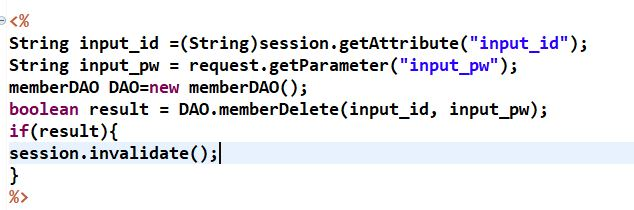 <%
String input_id =(String)session.getAttribute("input_id");
String input_pw = request.getParameter("input_pw");
memberDAO DAO=new memberDAO();
boolean result = DAO.memberDelete(input_id, input_pw);
if(result){
session.invalidate();
}
%>